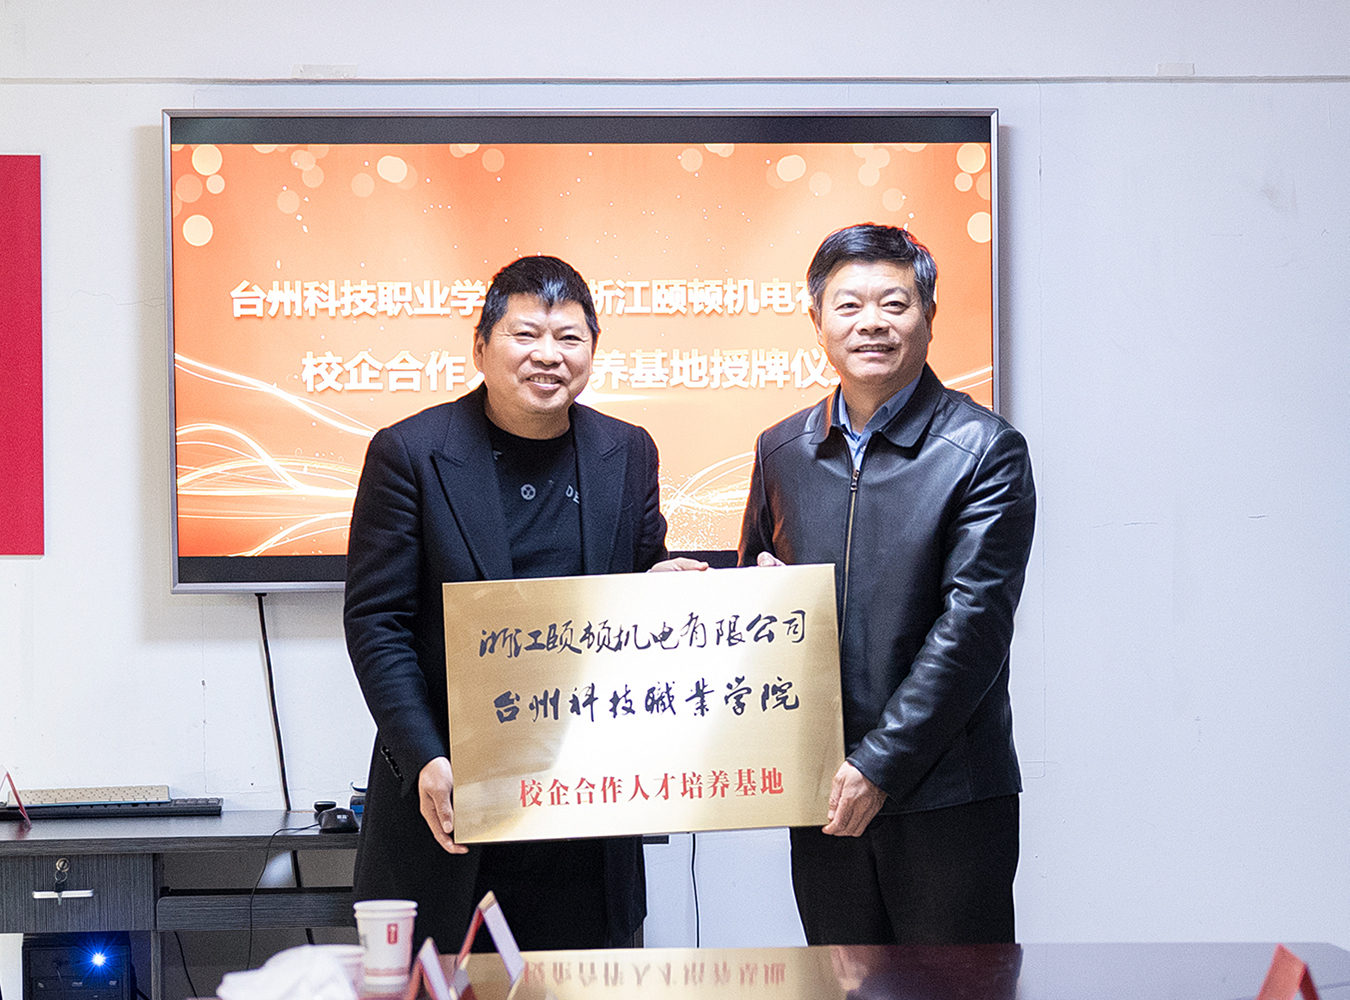 台州科技职业学 浙江颐顿机电有
校企合作人 养基地授牌仪
浙江颐顿机电有限公司
台州科技職業学院
校企合作人才培养基地